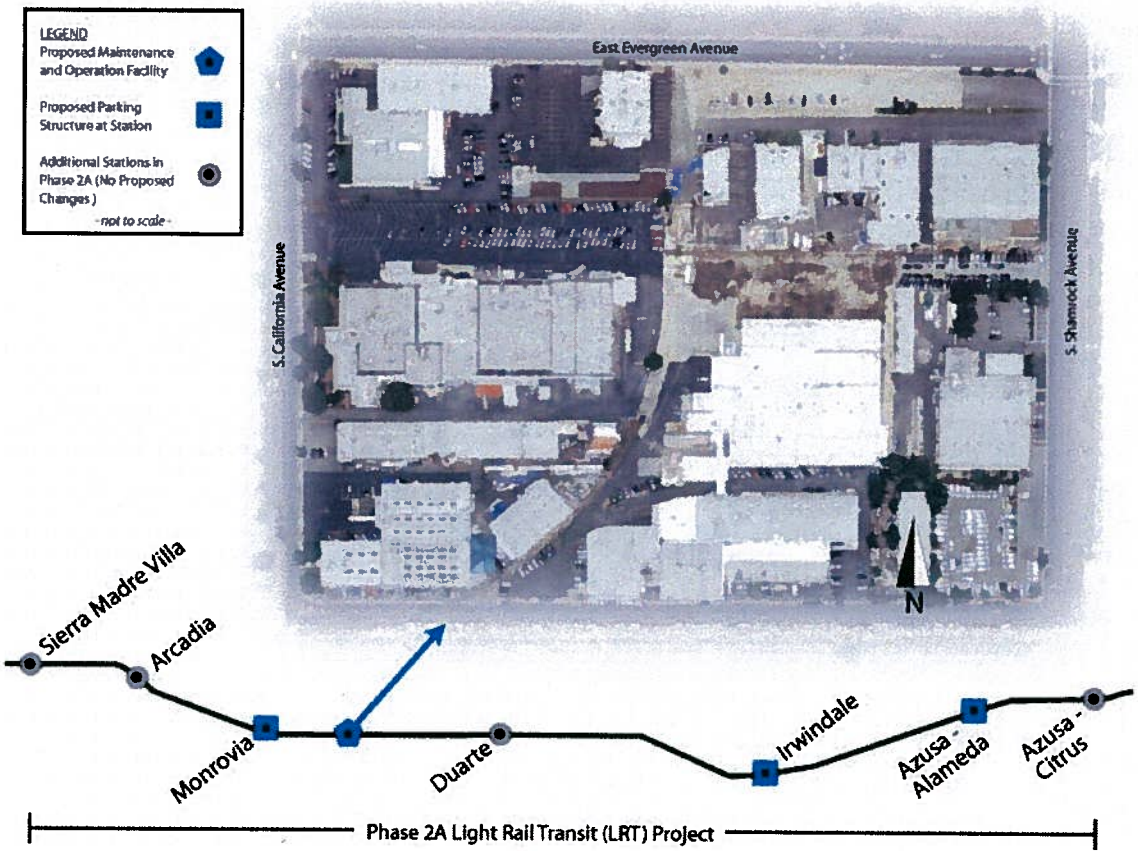 LEGEND
Proposed Maintenance
and Operation Facility
Proposed Parking
Structure at Station
Additional Stations in
Phase 2A (No Proposed
Changes)
- not to scale -
East Evergreen Avenue
S. California Avenue
S. Shamrock Avenue
N
Sierra Madre Villa
Arcadia
Monrovia
Duarte
Irwindale
Azusa -
Alameda
Azusa -
Citrus
Phase 2A Light Rail Transit (LRT) Project